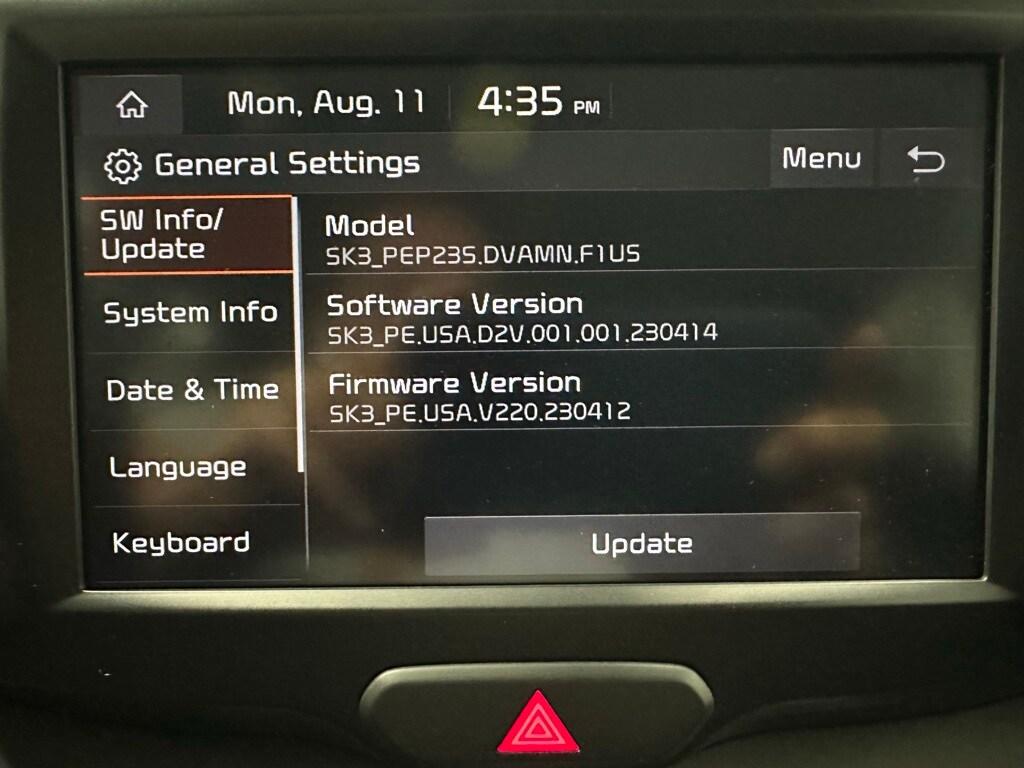 Mon, Aug. 11 4:35 PM
General Settings Menu
SW Info/
Update
System Info
Date & Time
Language
Keyboard
Model
SK3_PEP235.DVAMN.F1US
Software Version
SK3_PE.USA.D2V.001.001.230414
Firmware Version
SK3_PE.USA.V220.230412
Update